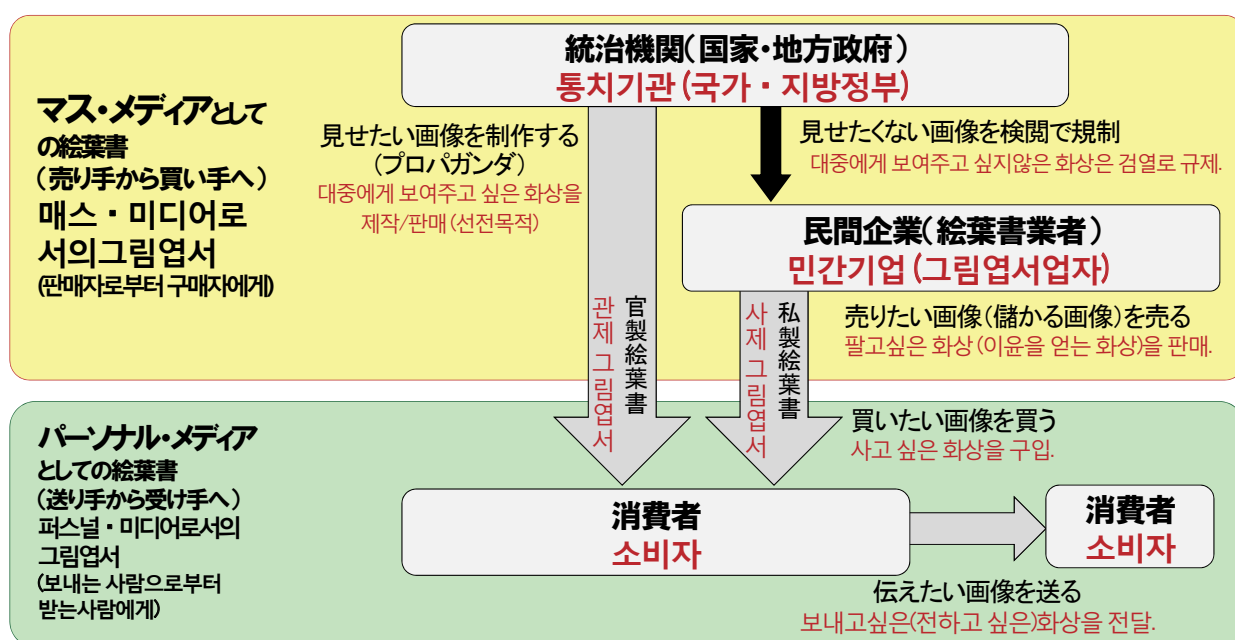 統治機関(国家・地方政府)
통치기관 (국가・지방정부)
マス・メディアとして
の絵葉書
(売り手から買い手へ)
매스・미디어로
서의그림엽서
(판매자로부터 구매자에게)
見せたい画像を制作する
(プロパガンダ)
대중에게 보여주고 싶은 화상을
제작/판매 (선전목적)
見せたくない画像を検閲で規制
대중에게 보여주고 싶지않은 화상은 검열로 규제.
民間企業(絵葉書業者)
민간기업 (그림엽서업자)
官製絵葉書
관제 그림엽서
私製絵葉書
사제 그림엽서
売りたい画像(儲かる画像)を売る
팔고싶은 화상 (이윤을 얻는 화상)을 판매.
パーソナル・メディア
としての絵葉書
(送り手から受け手へ)
퍼스널・미디어로서의
그림엽서
(보내는 사람으로부터
받는사람에게)
買いたい画像を買う
사고 싶은 화상을 구입.
消費者
소비자
消費者
소비자
伝えたい画像を送る
보내고싶은(전하고 싶은)화상을 전달.